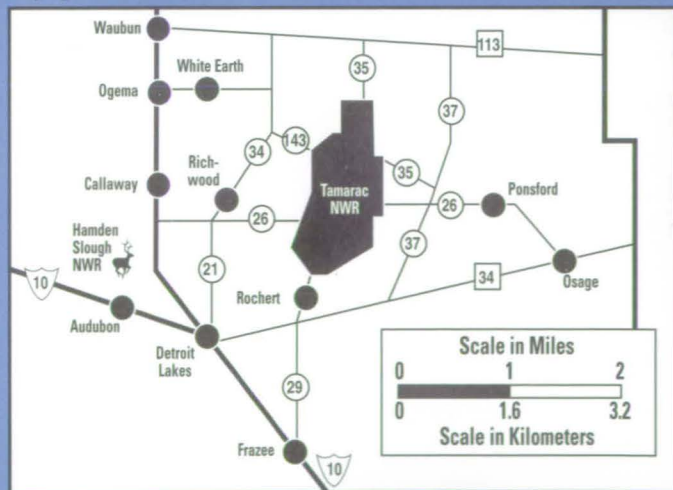 Waubun
113
White Earth
35
Ogema
37
34
143
Rich-
wood
35
Callaway
Tamarac
NWR
Ponsford
26
26
Hamden
Slough
NWR
37
21
10
34
Osage
Rochert
Audubon
Detroit
Lakes
Scale in Miles
0 1 2
0 1.6 3.2
Scale in Kilometers
29
Frazee
10